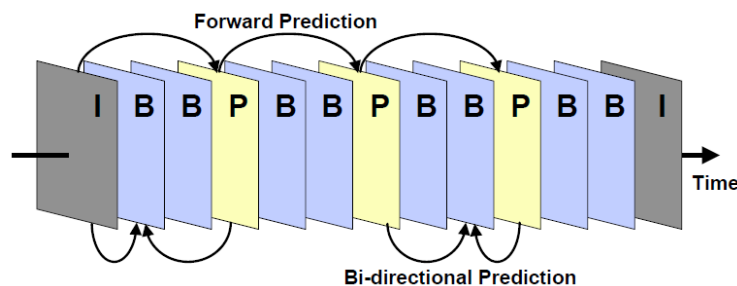 Forward Prediction
I B B P B B P B B P B B I
Time
Bi-directional Prediction